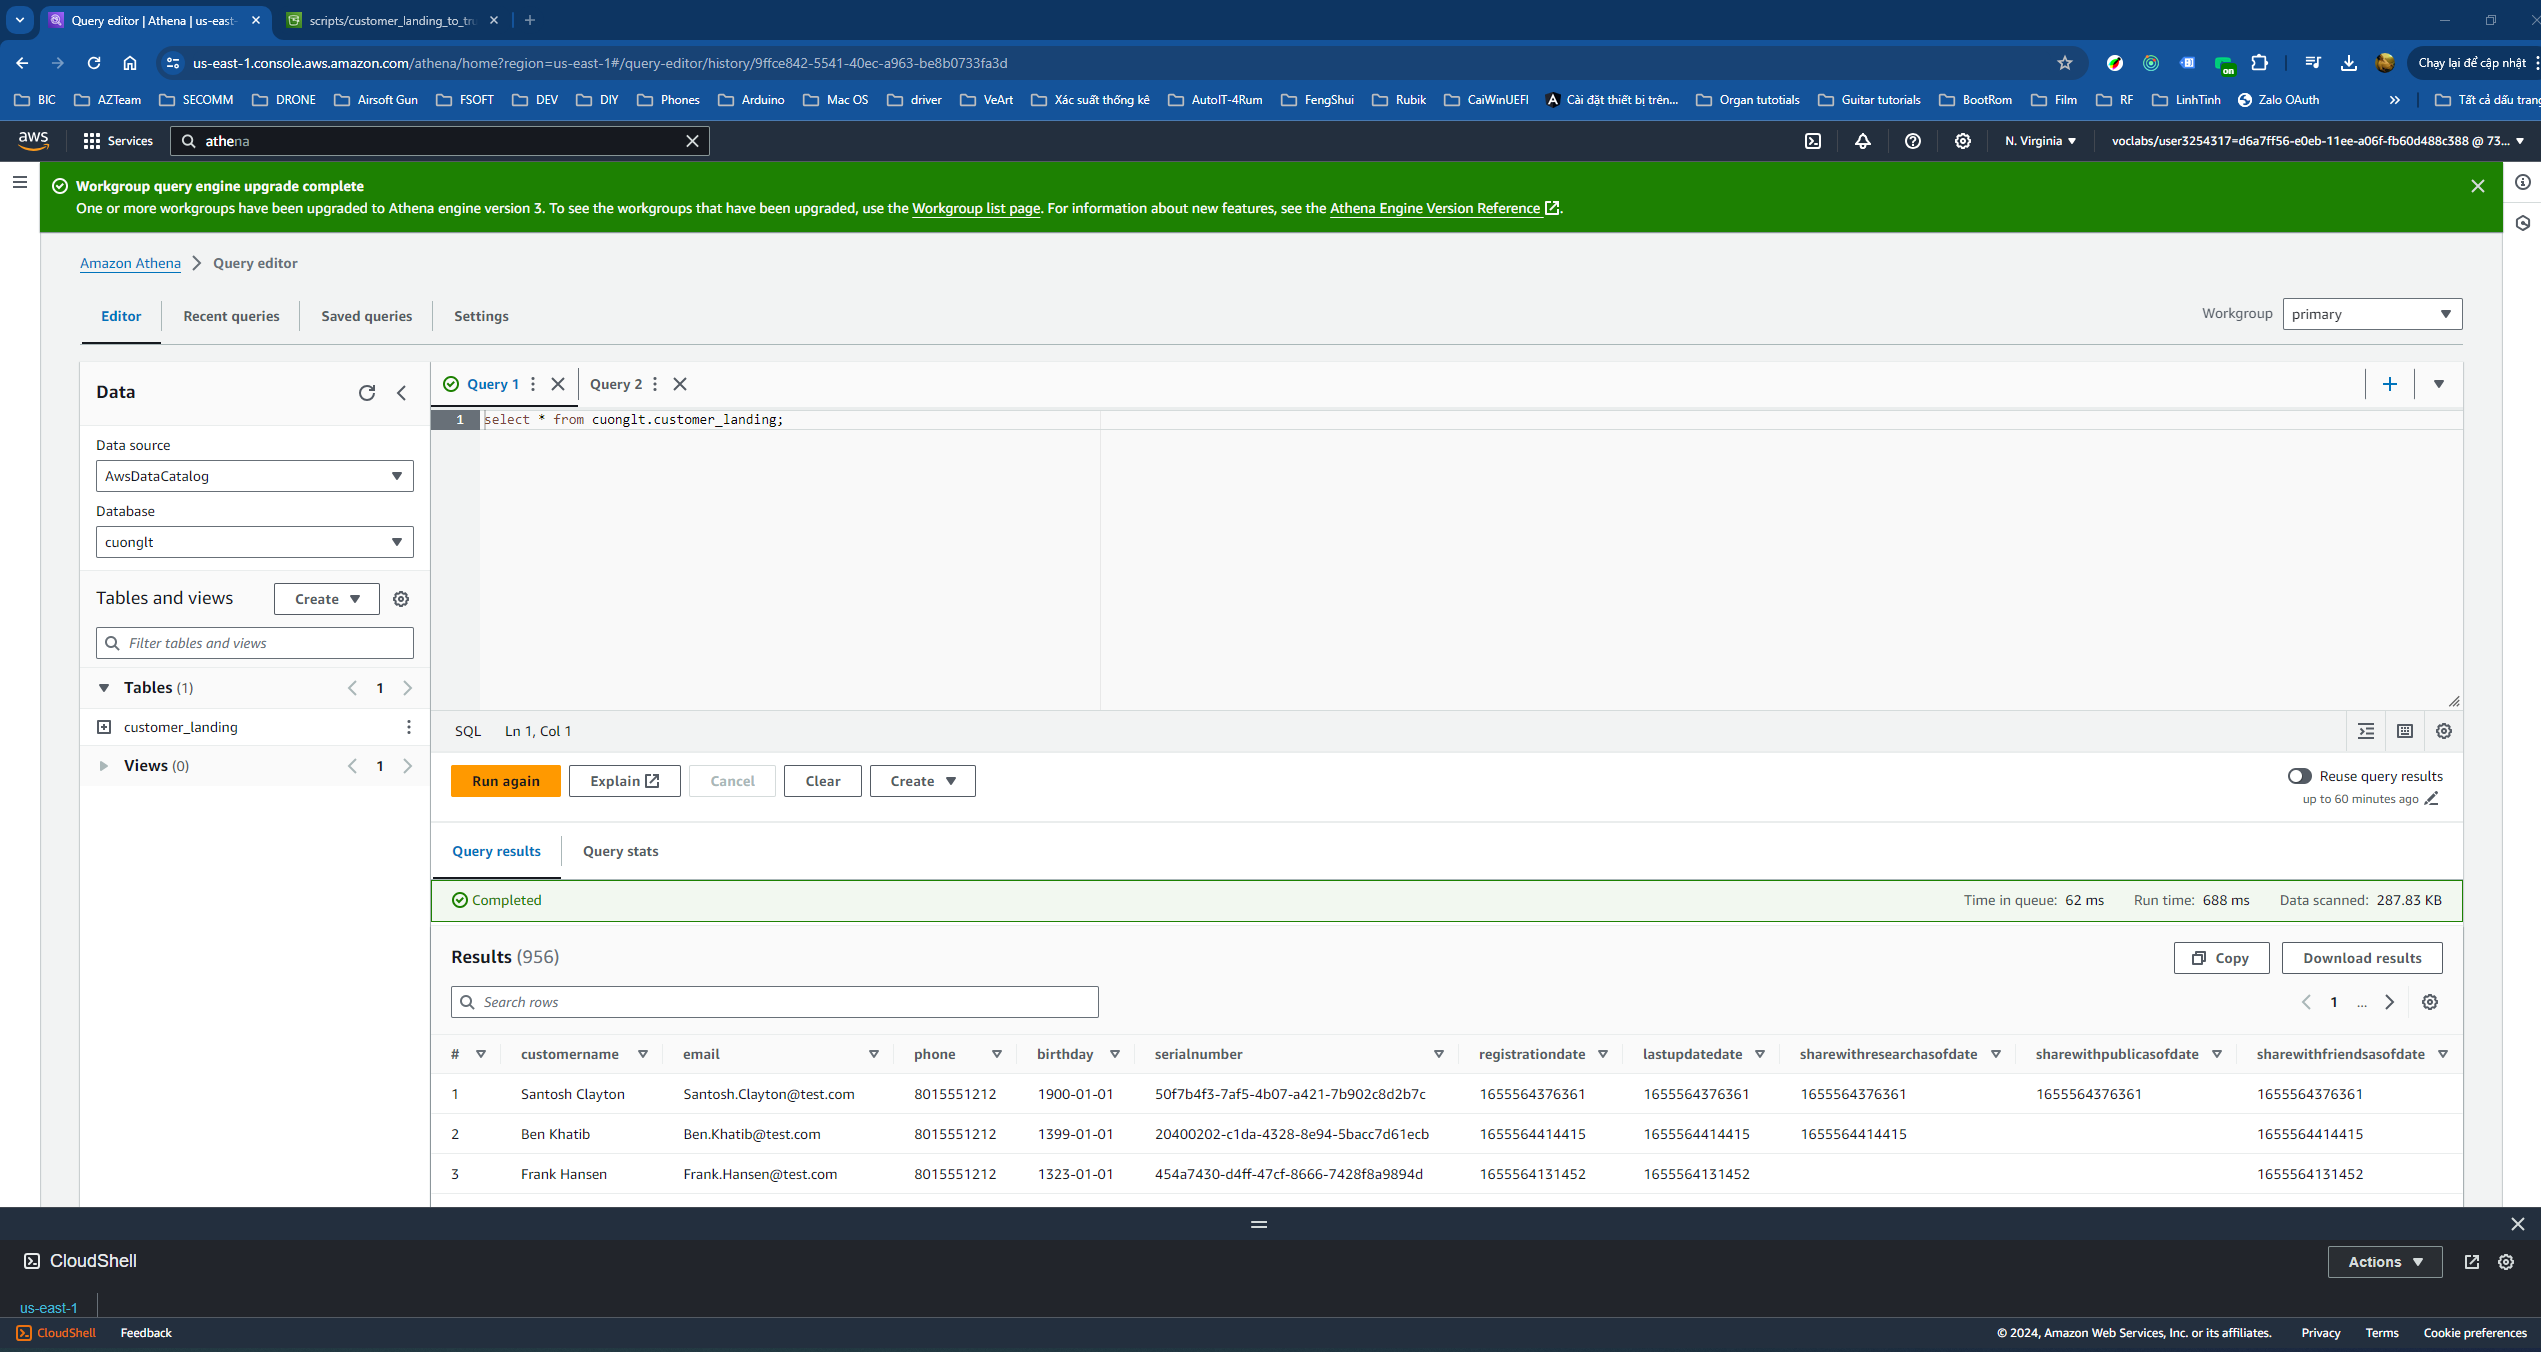 Query editor | Athena | us-east-
scripts/customer_landing_to_tru
us-east-1.console.aws.amazon.com/athena/home?region=us-east-1#/query-editor/history/9ffce842-5541-40ec-a963-be8b0733fa3d
on
Chạy lại để cập nhật
BIC AZTeam SECOMM DRONE Airsoft Gun FSOFT DEV DIY Phones Arduino Mac OS driver VeArt Xác suất thống kê AutoIT-4Rum FengShui Rubik CaiWinUEFI Cài đặt thiết bị trên... Organ tutotials Guitar tutorials BootRom Film RF LinhTinh Zalo OAuth Tất cả dấu trang
aws Services athena N. Virginia voclabs/user3254317=d6a7ff56-e0eb-11ee-a06f-fb60d488c388 @ 73...
Workgroup query engine upgrade complete
One or more workgroups have been upgraded to Athena engine version 3. To see the workgroups that have been upgraded, use the Workgroup list page. For information about new features, see the Athena Engine Version Reference.
Amazon Athena > Query editor
Editor Recent queries Saved queries Settings
Workgroup primary
Data
Data source
AwsDataCatalog
Database
cuonglt
Tables and views Create
Filter tables and views
Tables (1) < 1 >
customer_landing
Views (0) < 1 >
Query 1 Query 2
1 select * from cuonglt.customer_landing;
SQL Ln 1, Col 1
Run again Explain Cancel Clear Create
Reuse query results
up to 60 minutes ago
Query results Query stats
Completed Time in queue: 62 ms Run time: 688 ms Data scanned: 287.83 KB
Results (956) Copy Download results
Search rows < 1 ... >
# customername email phone birthday serialnumber registrationdate lastupdatedate sharewithresearchasofdate sharewithpublicasofdate sharewithfriendsasofdate
1 Santosh Clayton Santosh.Clayton@test.com 8015551212 1900-01-01 50f7b4f3-7af5-4b07-a421-7b902c8d2b7c 1655564376361 1655564376361 1655564376361 1655564376361 1655564376361
2 Ben Khatib Ben.Khatib@test.com 8015551212 1399-01-01 20400202-c1da-4328-8e94-5bacc7d61ecb 1655564414415 1655564414415 1655564414415 1655564414415
3 Frank Hansen Frank.Hansen@test.com 8015551212 1323-01-01 454a7430-d4ff-47cf-8666-7428f8a9894d 1655564131452 1655564131452 1655564131452
CloudShell Actions
us-east-1
CloudShell Feedback © 2024, Amazon Web Services, Inc. or its affiliates. Privacy Terms Cookie preferences